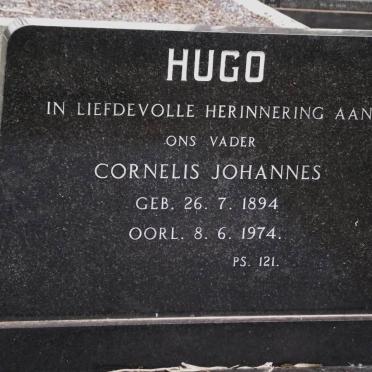 HUGO
IN LIEFDEVOLLE HERINNERING AAN
ONS VADER
CORNELIS JOHANNES
GEB. 26. 7. 1894
OORL. 8. 6. 1974.
PS. 121.